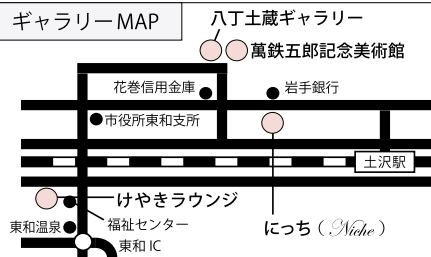 ギャラリーMAP
八丁土蔵ギャラリー
萬鉄五郎記念美術館
花巻信用金庫
岩手銀行
市役所東和支所
土沢駅
けやきラウンジ
東和温泉
福祉センター
にっち（Niche）
東和IC